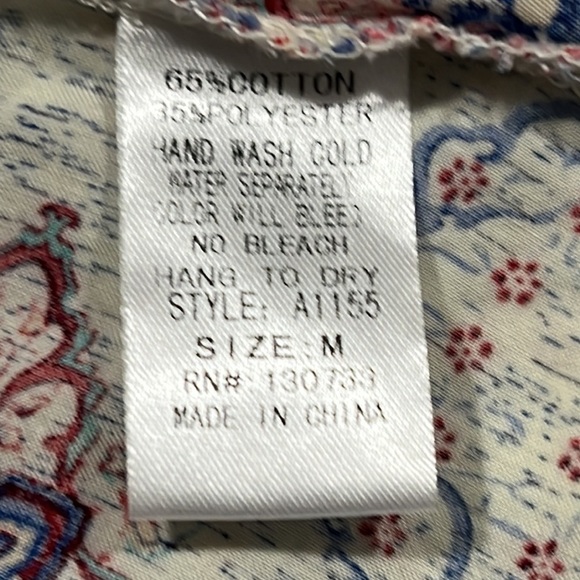 65%COTTON
35%POLYESTER
HAND WASH COLD
WATER SEPARATELY
COLOR WILL BLEED
NO BLEACH
HANG TO DRY
STYLE: A1155
SIZE:M
RN# 130733
MADE IN CHINA